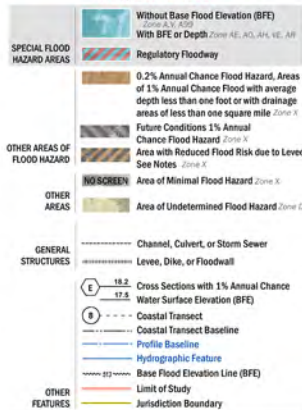 Without Base Flood Elevation (BFE)
Zone A, V, A99
With BFE or Depth Zone AE, AO, AH, VE, AR
SPECIAL FLOOD
HAZARD AREAS
Regulatory Floodway
0.2% Annual Chance Flood Hazard, Areas
of 1% Annual Chance Flood with average
depth less than one foot or with drainage
areas of less than one square mile Zone X
Future Conditions 1% Annual
Chance Flood Hazard Zone X
OTHER AREAS OF
FLOOD HAZARD
Area with Reduced Flood Risk due to Levee
See Notes Zone X
NO SCREEN Area of Minimal Flood Hazard Zone X
OTHER
AREAS
Area of Undetermined Flood Hazard Zone D
GENERAL
STRUCTURES
Channel, Culvert, or Storm Sewer
Levee, Dike, or Floodwall
E 18.2 Cross Sections with 1% Annual Chance
17.5 Water Surface Elevation (BFE)
8 Coastal Transect
Coastal Transect Baseline
Profile Baseline
Hydrographic Feature
513 Base Flood Elevation Line (BFE)
OTHER
FEATURES
Limit of Study
Jurisdiction Boundary